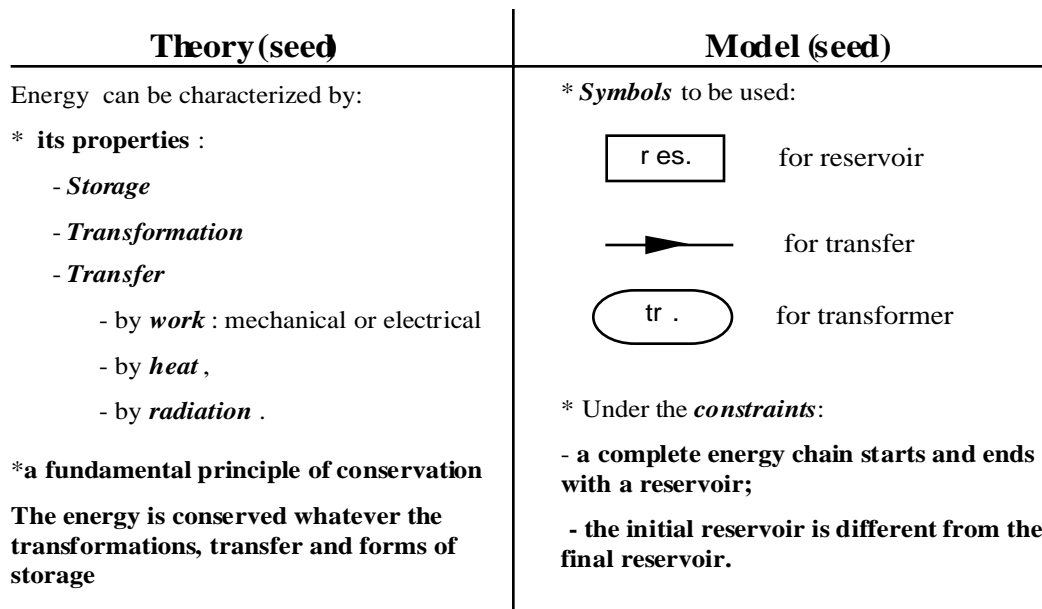 Theory (seed)
Energy can be characterized by:
* its properties :
- Storage
- Transformation
- Transfer
- by work : mechanical or electrical
- by heat ,
- by radiation .
*a fundamental principle of conservation
The energy is conserved whatever the
transformations, transfer and forms of
storage
Model (seed)
* Symbols to be used:
res. for reservoir
for transfer
tr . for transformer
* Under the constraints:
- a complete energy chain starts and ends
with a reservoir;
- the initial reservoir is different from the
final reservoir.